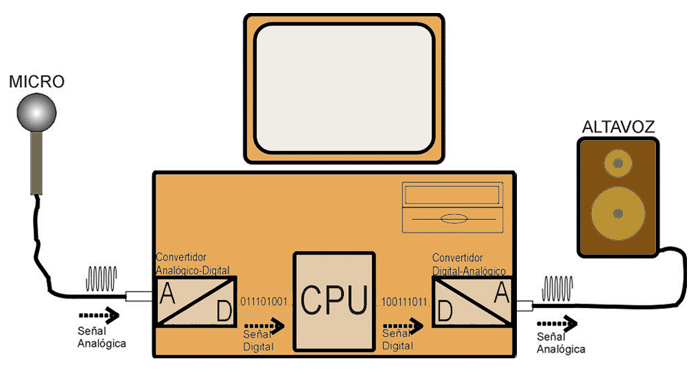 MICRO
ALTAVOZ
Convertidor
Analógico-Digital
Convertidor
Digital-Analógico
A
D
011101001
CPU
100111011
A
D
Señal
Analógica
Señal
Digital
Señal
Digital
Señal
Analógica